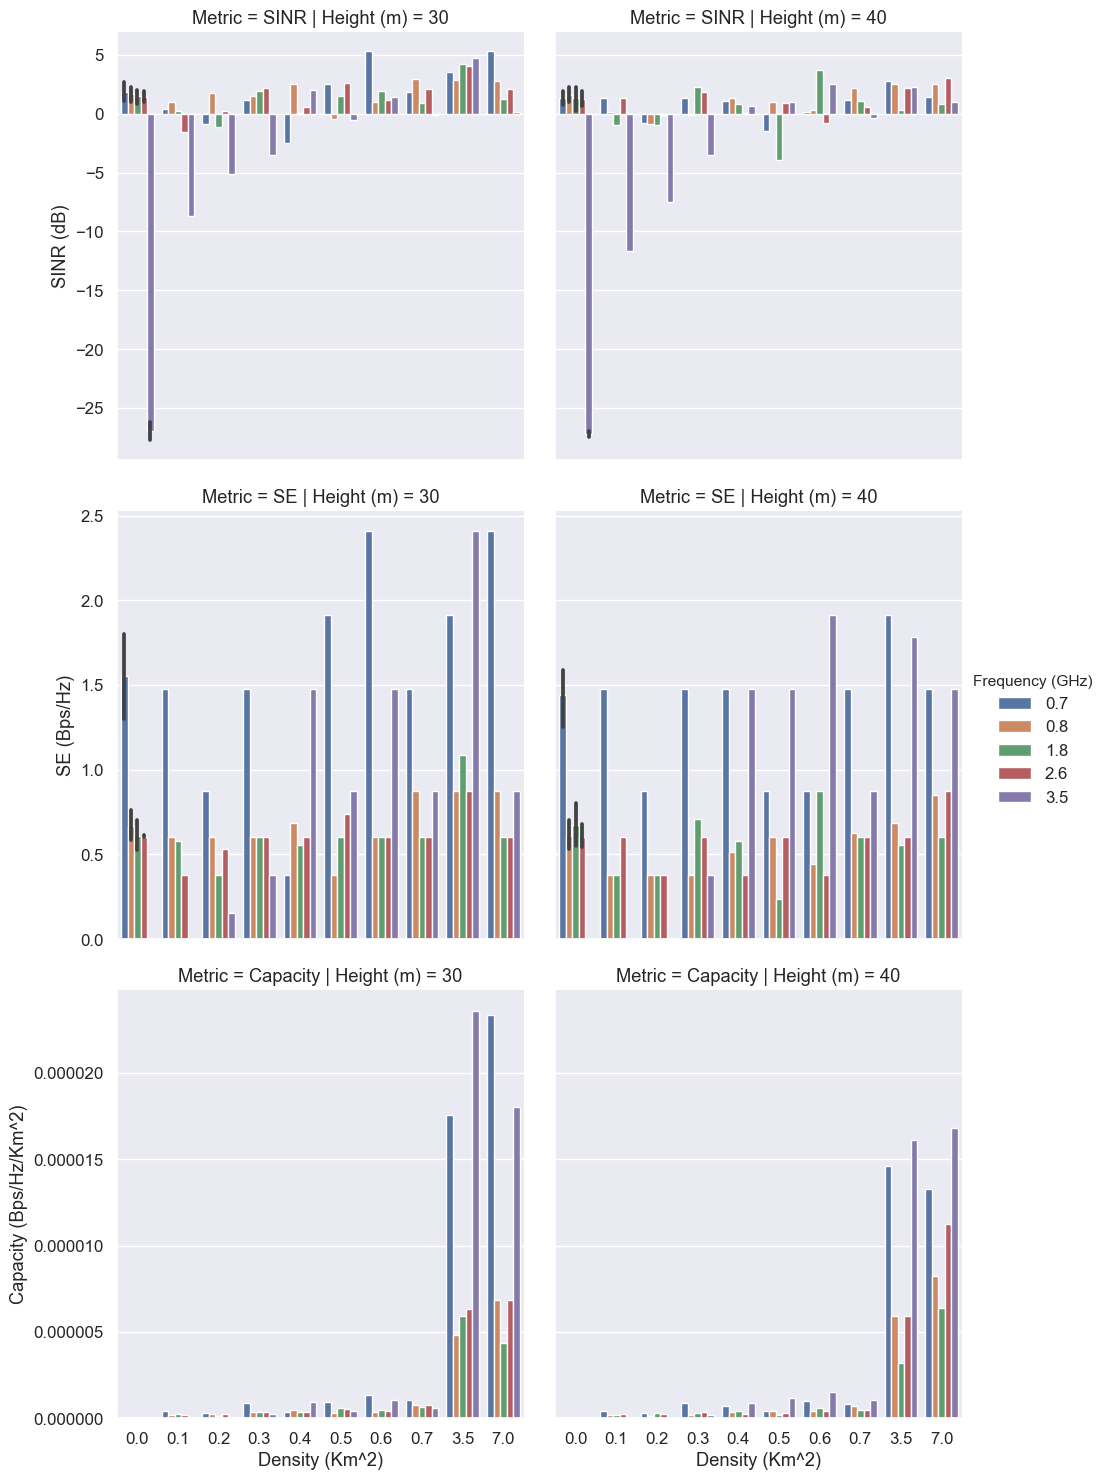 Metric = SINR | Height (m) = 30
Metric = SINR | Height (m) = 40
5
0
−5
−10
−15
−20
−25
SINR (dB)
Metric = SE | Height (m) = 30
Metric = SE | Height (m) = 40
2.5
2.0
1.5
1.0
0.5
0.0
SE (Bps/Hz)
Frequency (GHz)
0.7
0.8
1.8
2.6
3.5
Metric = Capacity | Height (m) = 30
Metric = Capacity | Height (m) = 40
0.000020
0.000015
0.000010
0.000005
0.000000
Capacity (Bps/Hz/Km^2)
0.0 0.1 0.2 0.3 0.4 0.5 0.6 0.7 3.5 7.0
Density (Km^2)
0.0 0.1 0.2 0.3 0.4 0.5 0.6 0.7 3.5 7.0
Density (Km^2)